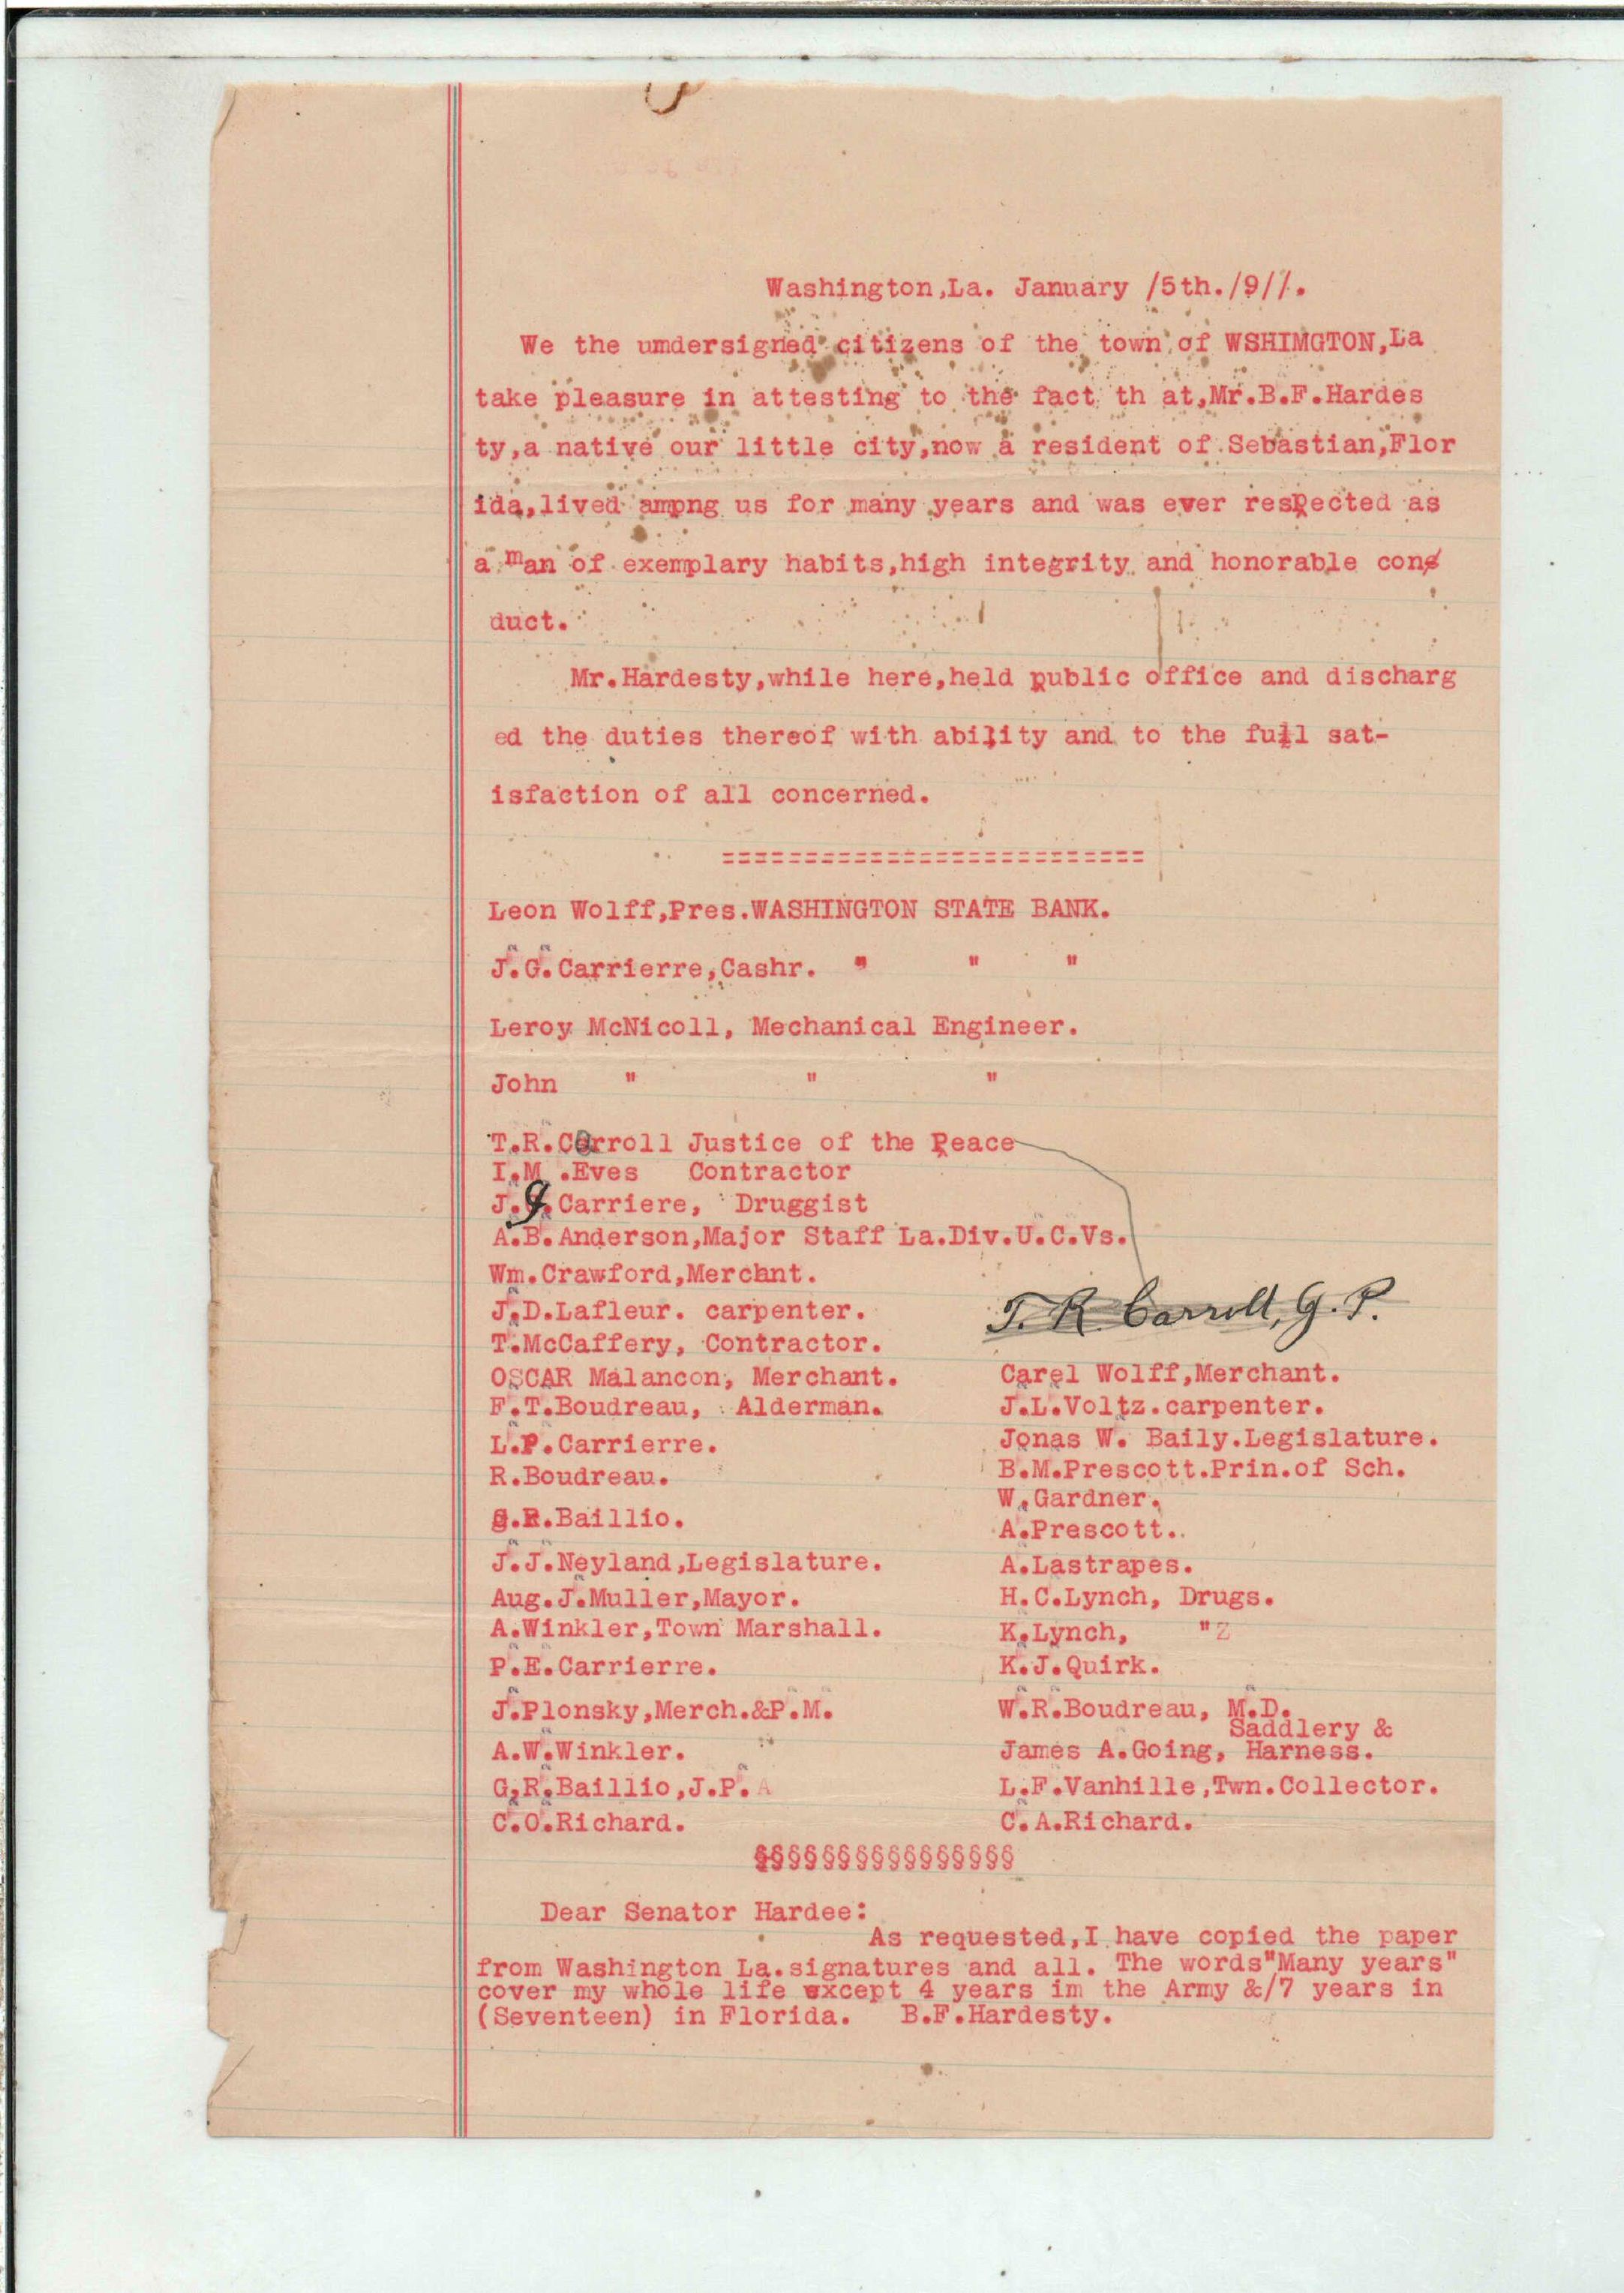 Washington,La. January /5th./9//.
We the umdersigned citizens of the town of WSHIMGTON,La
take pleasure in attesting to the fact th at,Mr.B.F.Hardes
ty,a native our little city,now a resident of Sebastian,Flor
ida,lived ampng us for many years and was ever respected as
a man of exemplary habits,high integrity and honorable con
duct.
Mr.Hardesty,while here,held public office and discharg
ed the duties thereof with ability and to the full sat-
isfaction of all concerned.
==========================
Leon Wolff,Pres.WASHINGTON STATE BANK.
J.G.Carrierre,Cashr. " " "
Leroy McNicoll, Mechanical Engineer.
John " " "
T.R.Carroll Justice of the Peace
I.M .Eves Contractor
J.J.Carriere, Druggist
A.B.Anderson,Major Staff La.Div.U.C.Vs.
Wm.Crawford,Merchnt.
J.D.Lafleur. carpenter.
T. R. Carroll, J. P.
T.McCaffery, Contractor.
OSCAR Malancon, Merchant.
F.T.Boudreau, Alderman.
L.P.Carrierre.
R.Boudreau.
G.R.Baillio.
J.J.Neyland,Legislature.
Aug.J.Muller,Mayor.
A.Winkler,Town Marshall.
P.E.Carrierre.
J.Plonsky,Merch.&P.M.
A.W.Winkler.
G.R.Baillio,J.P.
C.O.Richard.
Carel Wolff,Merchant.
J.L.Voltz.carpenter.
Jonas W. Baily.Legislature.
B.M.Prescott.Prin.of Sch.
W.Gardner.
A.Prescott..
A.Lastrapes.
H.C.Lynch, Drugs.
K.Lynch, "
K.J.Quirk.
W.R.Boudreau, M.D.
Saddlery &
James A.Going, Harness.
L.F.Vanhille,Twn.Collector.
C.A.Richard.
§§§§§§§§§§§§§§§§
Dear Senator Hardee:
As requested,I have copied the paper
from Washington La.signatures and all. The words"Many years"
cover my whole life except 4 years im the Army &/7 years in
(Seventeen) in Florida. B.F.Hardesty.